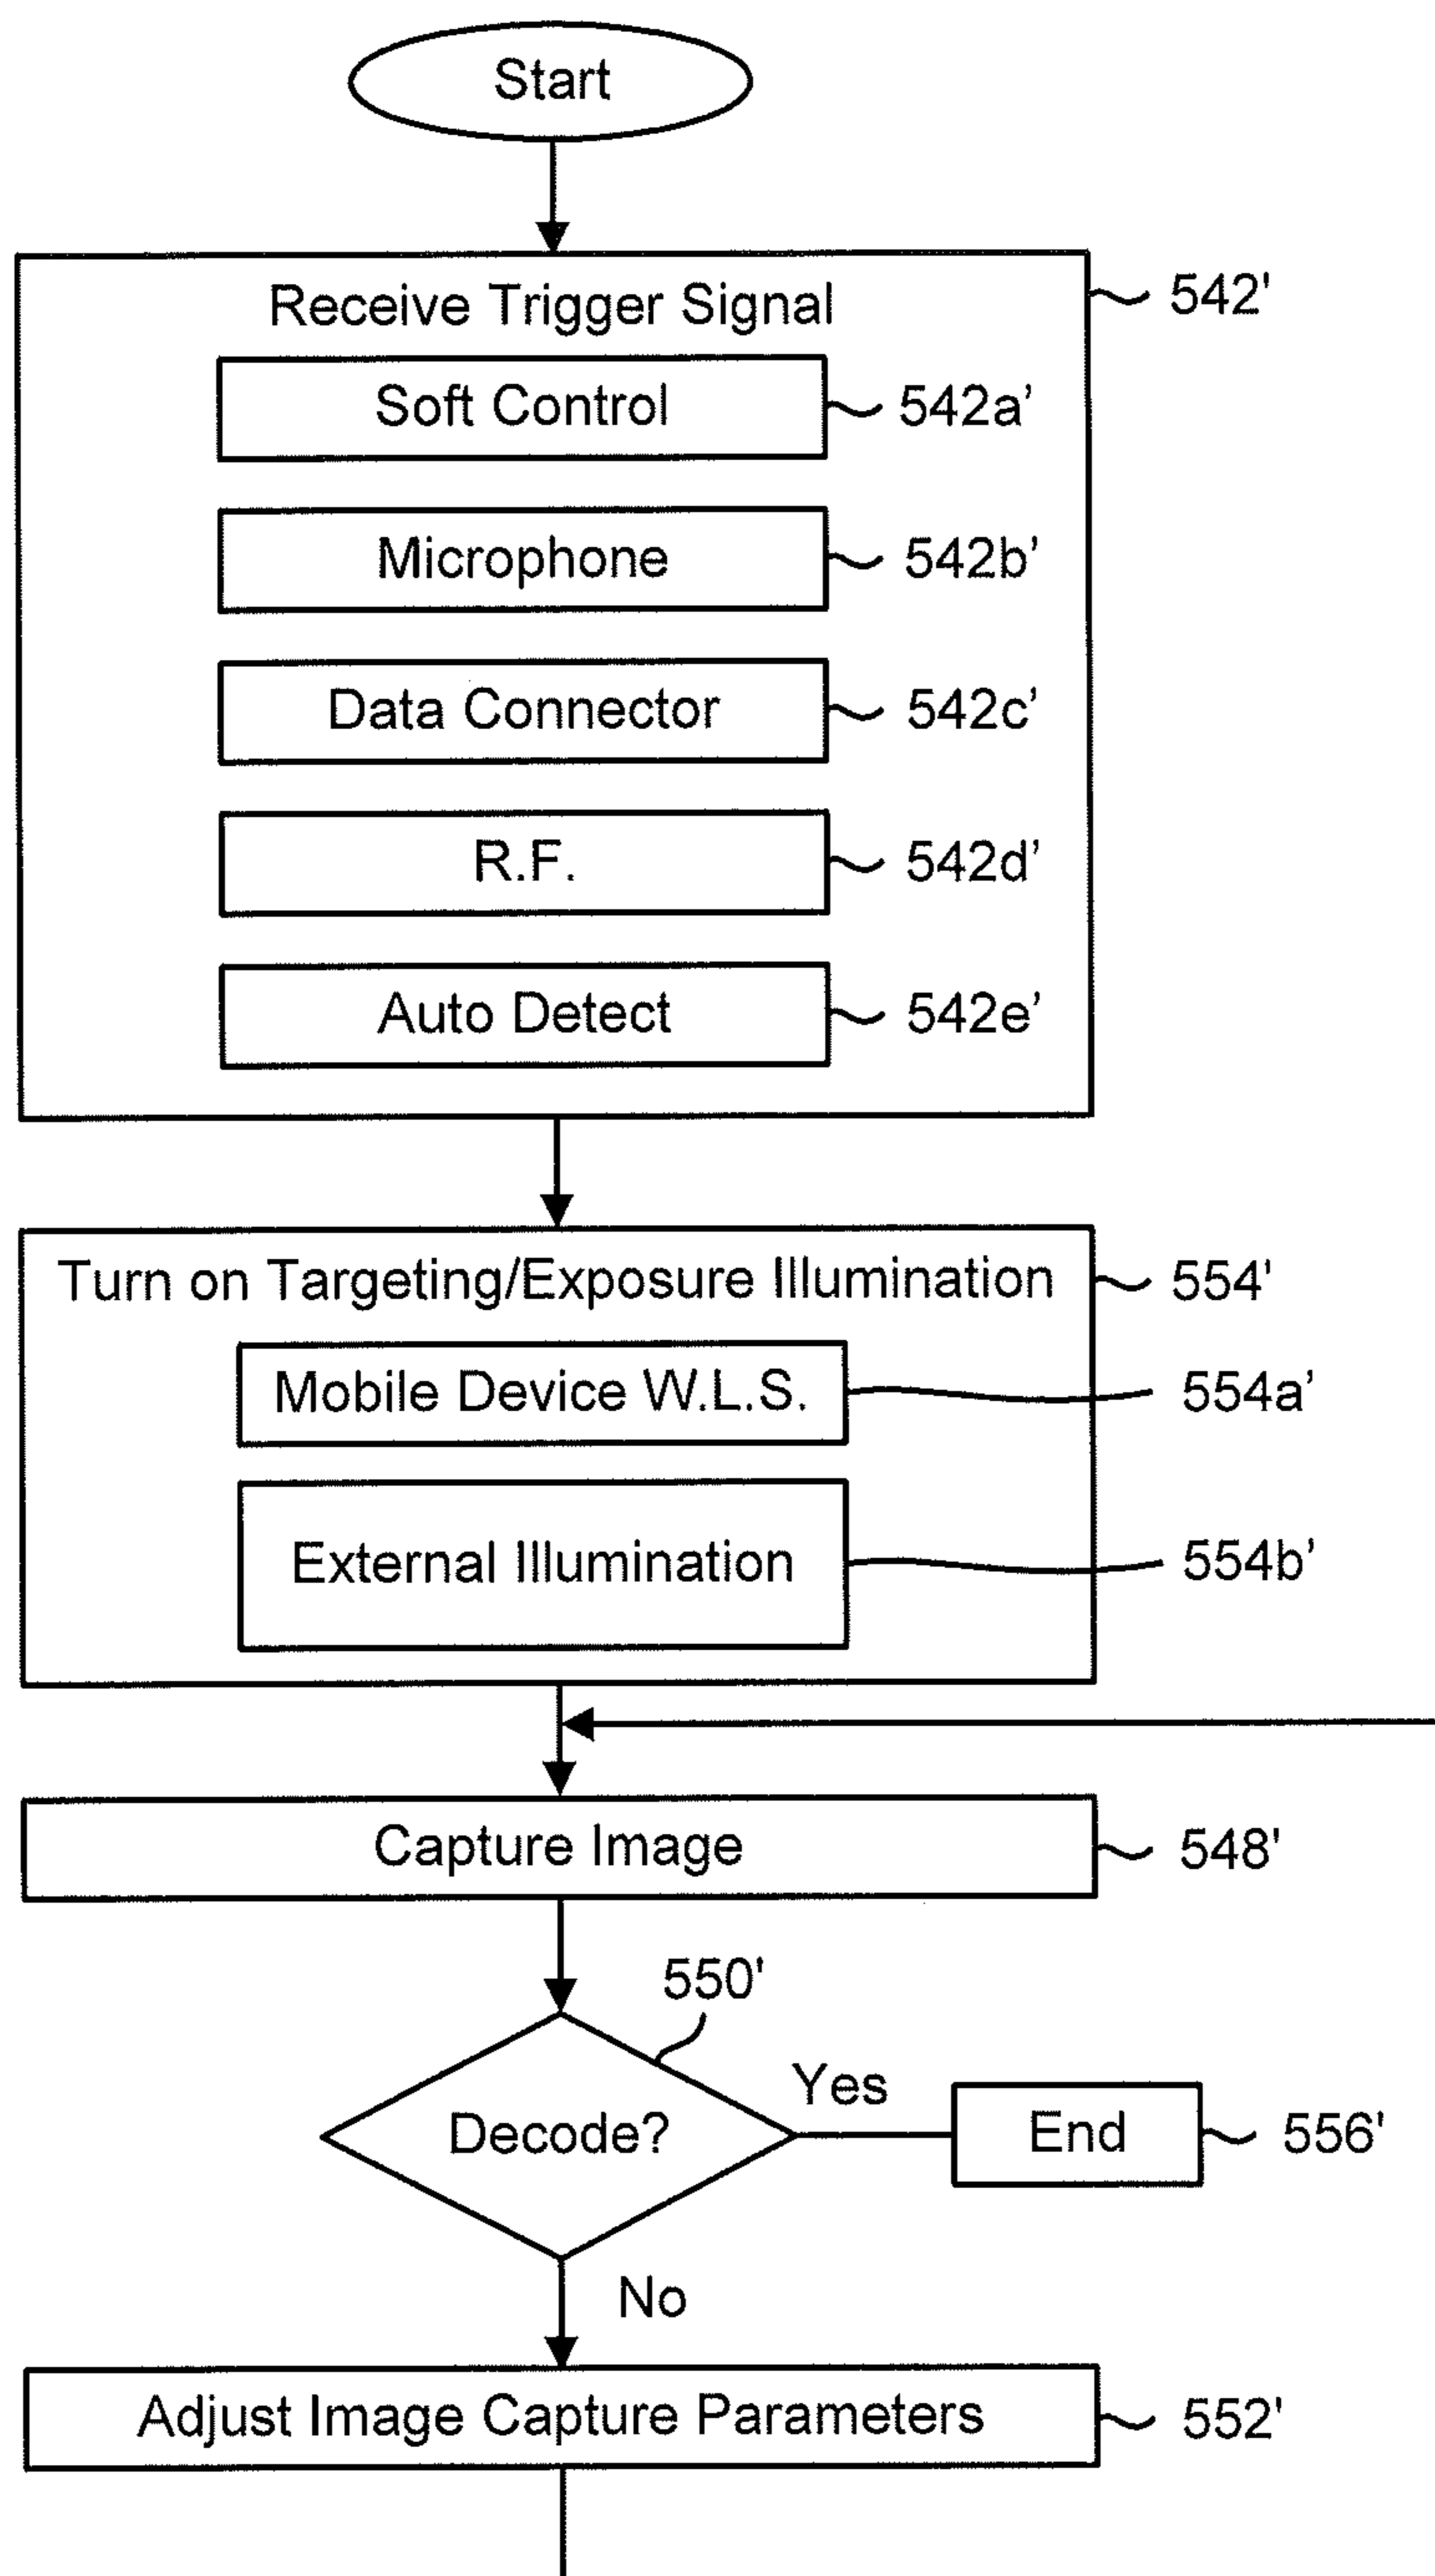 Start
Receive Trigger Signal
542'
Soft Control
542a’
Microphone
542b’
Data Connector
542c’
R.F.
542d’
Auto Detect
542e’
Turn on Targeting/Exposure Illumination
554'
Mobile Device W.L.S.
554a’
External Illumination
554b’
Capture Image
548'
550'
Decode?
Yes
End
556'
No
Adjust Image Capture Parameters
552'